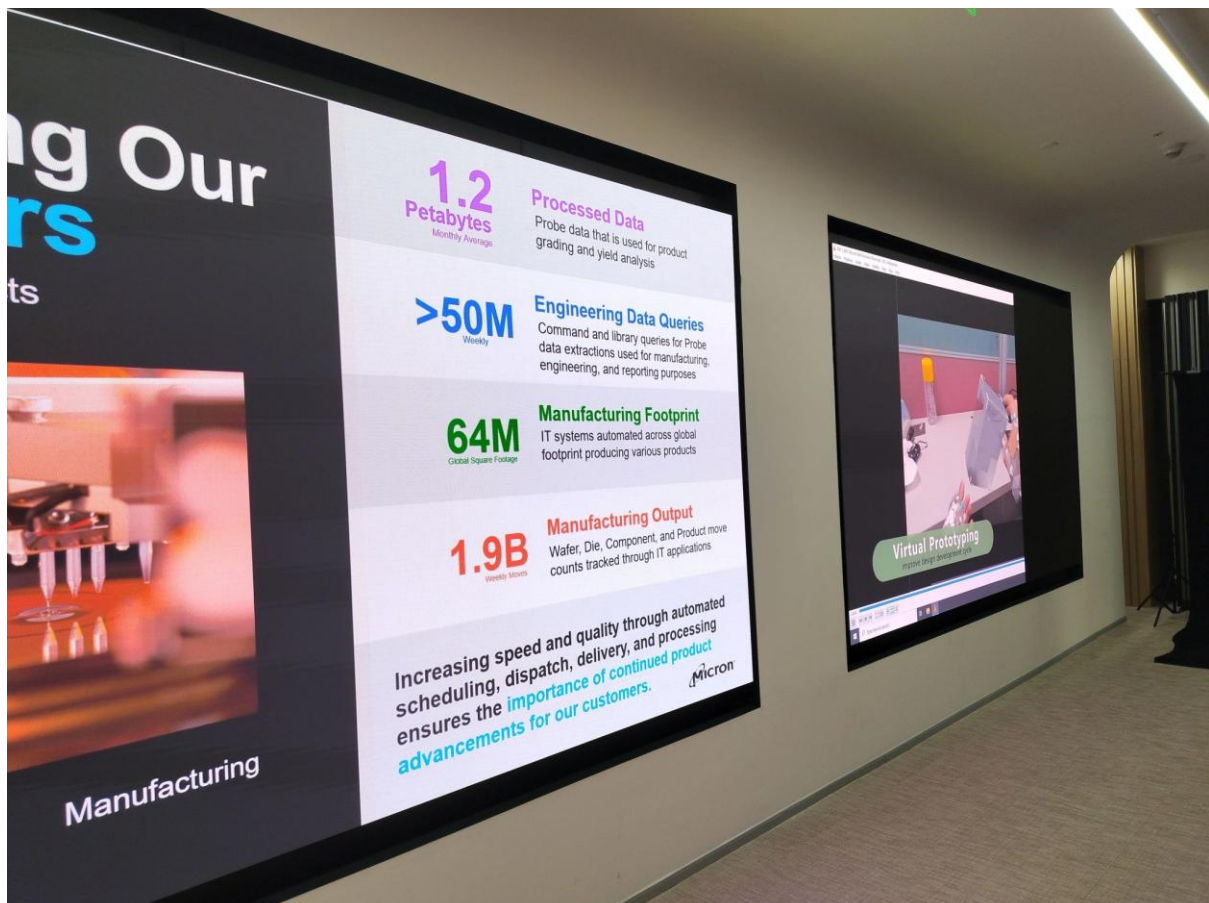 ng Our
rs
ts
Manufacturing
1.2
Petabytes
Monthly Average
Processed Data
Probe data that is used for product
grading and yield analysis
>50M
Weekly
Engineering Data Queries
Command and library queries for Probe
data extractions used for manufacturing,
engineering, and reporting purposes
64M
Global Square Footage
Manufacturing Footprint
IT systems automated across global
footprint producing various products
1.9B
Weekly Moves
Manufacturing Output
Wafer, Die, Component, and Product move
counts tracked through IT applications
Increasing speed and quality through automated
scheduling, dispatch, delivery, and processing
ensures the importance of continued product
advancements for our customers.
Micron
Virtual Prototyping
improve design development cycle